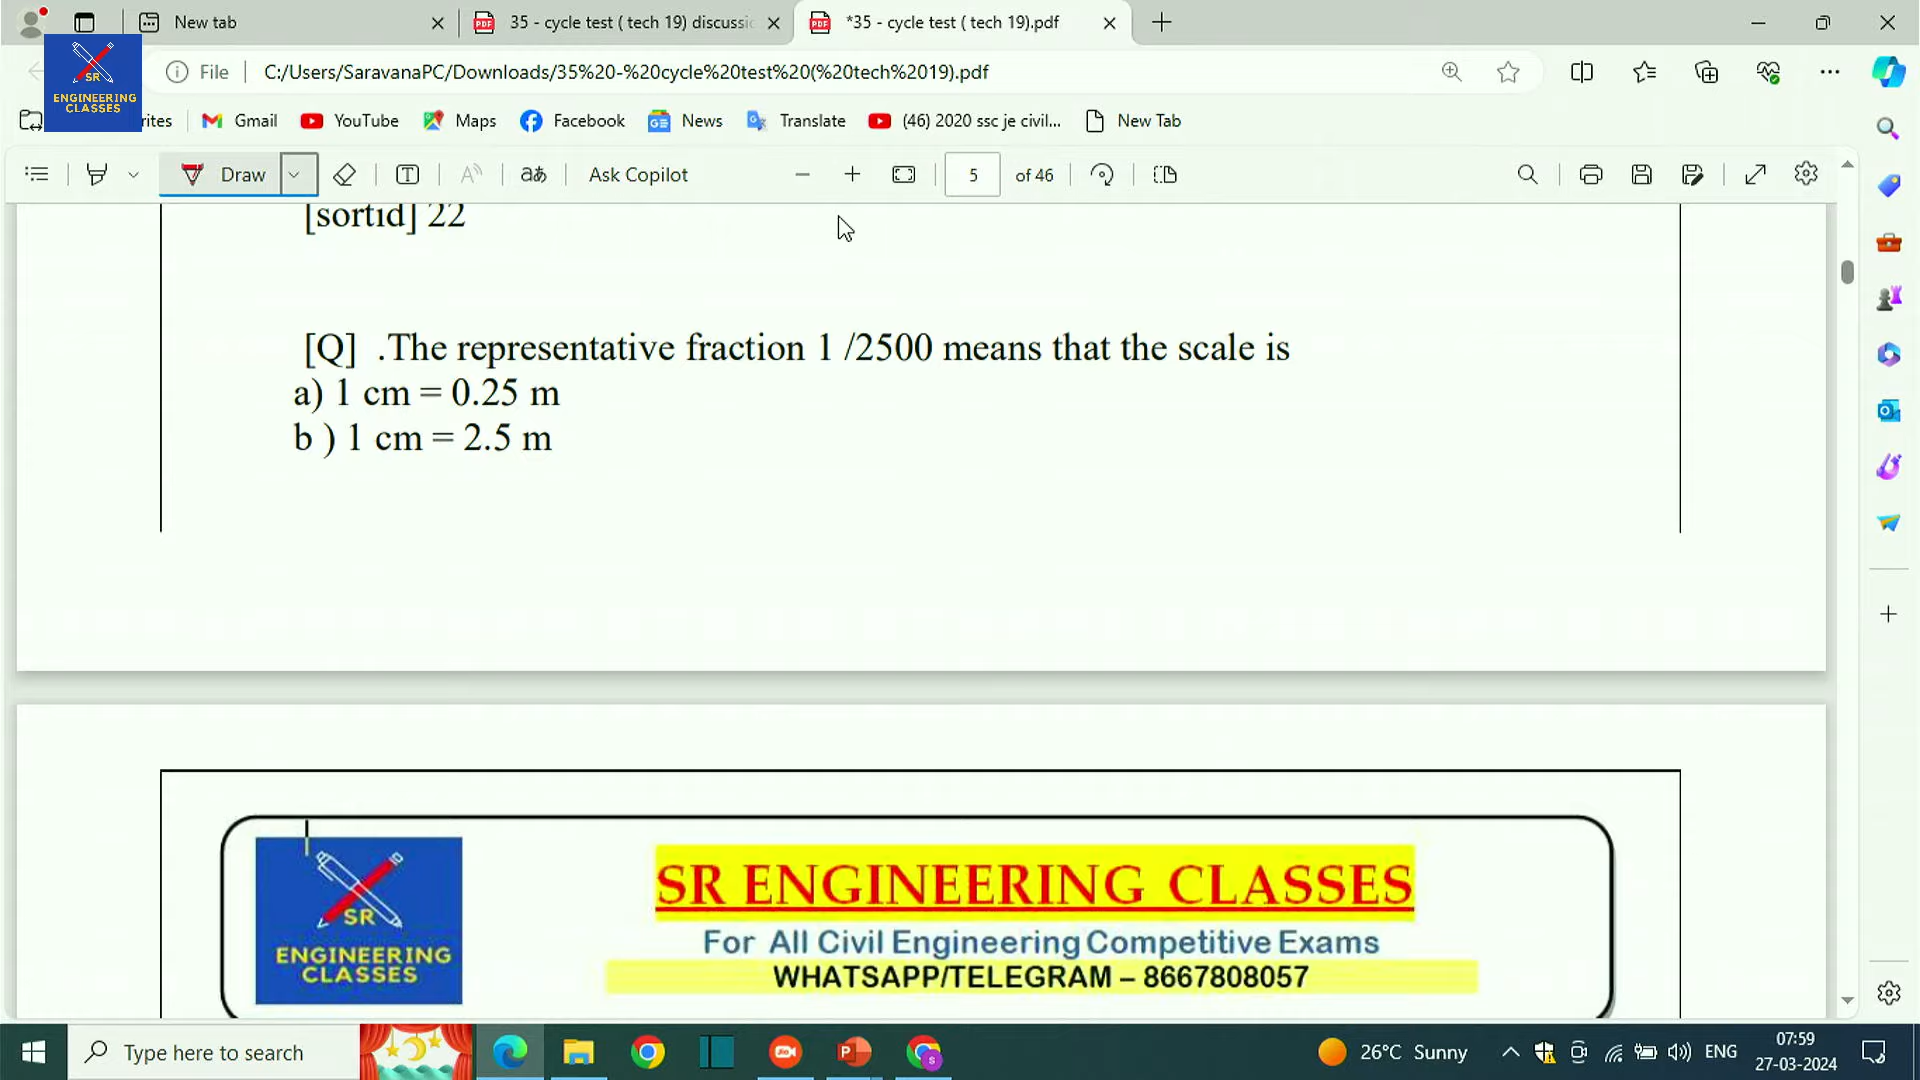 New tab
35 - cycle test ( tech 19) discussi
*35 - cycle test ( tech 19).pdf
File
C:/Users/SaravanaPC/Downloads/35%20-%20cycle%20test%20(%20tech%2019).pdf
SR
ENGINEERING
CLASSES
rites
Gmail
YouTube
Maps
Facebook
News
Translate
(46) 2020 ssc je civil...
New Tab
Draw
Ask Copilot
5
of 46
[sortid] 22
[Q] .The representative fraction 1 /2500 means that the scale is
a) 1 cm = 0.25 m
b ) 1 cm = 2.5 m
SR
ENGINEERING
CLASSES
SR ENGINEERING CLASSES
For All Civil Engineering Competitive Exams
WHATSAPP/TELEGRAM – 8667808057
Type here to search
26°C Sunny
ENG
07:59
27-03-2024